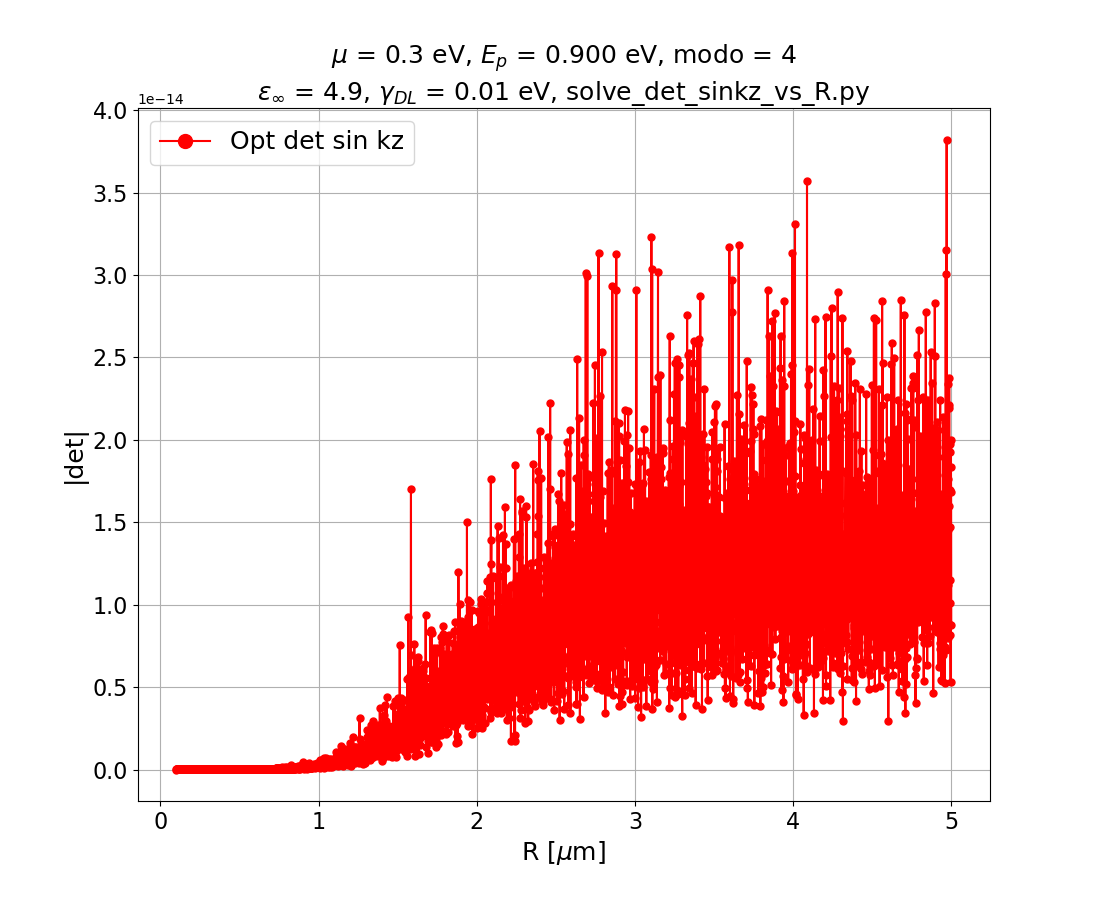 μ = 0.3 eV, E_p = 0.900 eV, modo = 4
ε_∞ = 4.9, γ_DL = 0.01 eV, solve_det_sinkz_vs_R.py
1e−14
Opt det sin kz
4.0
3.5
3.0
2.5
2.0
1.5
1.0
0.5
0.0
|det|
0 1 2 3 4 5
R [μm]